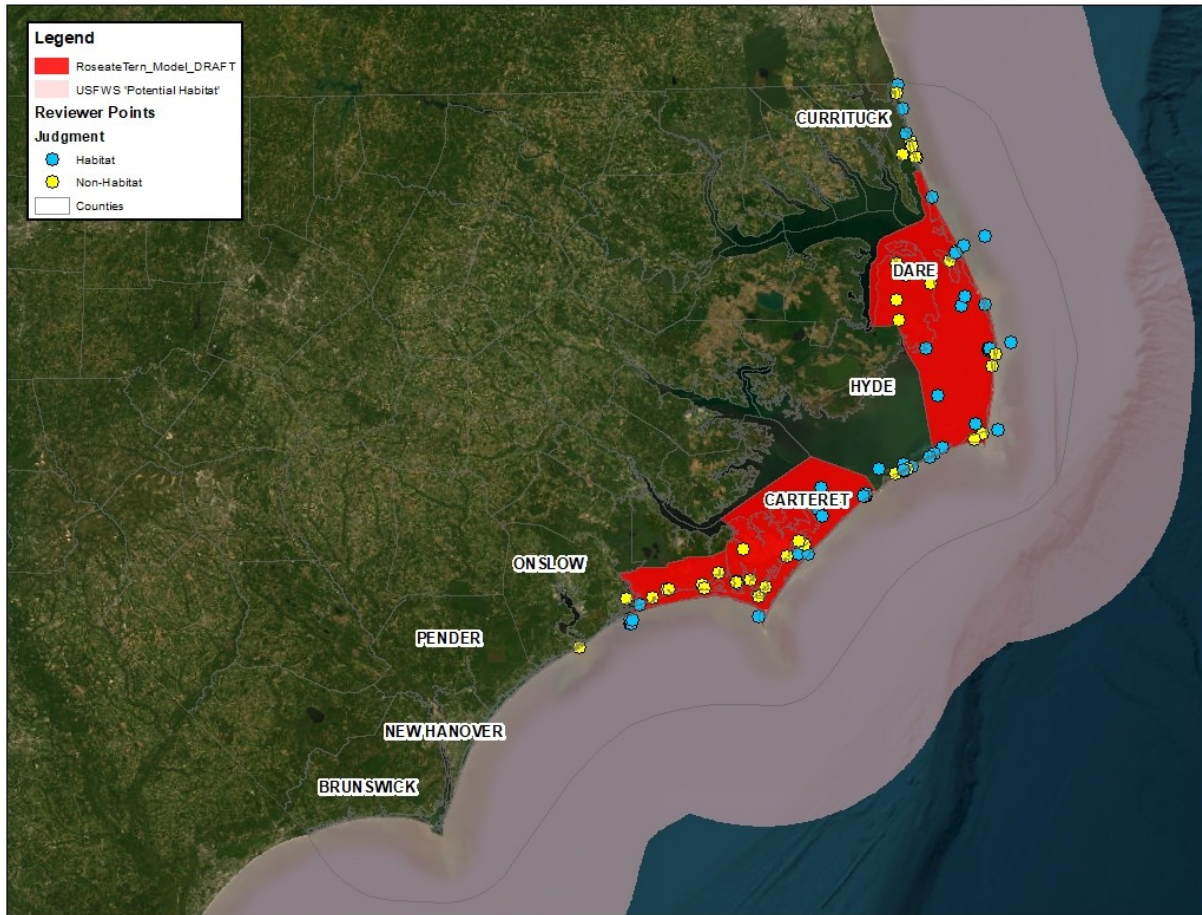 Legend
RoseateTern_Model_DRAFT
USFWS 'Potential Habitat'
Reviewer Points
Judgment
Habitat
Non-Habitat
Counties
CURRITUCK
DARE
HYDE
CARTERET
ONSLOW
PENDER
NEW HANOVER
BRUNSWICK